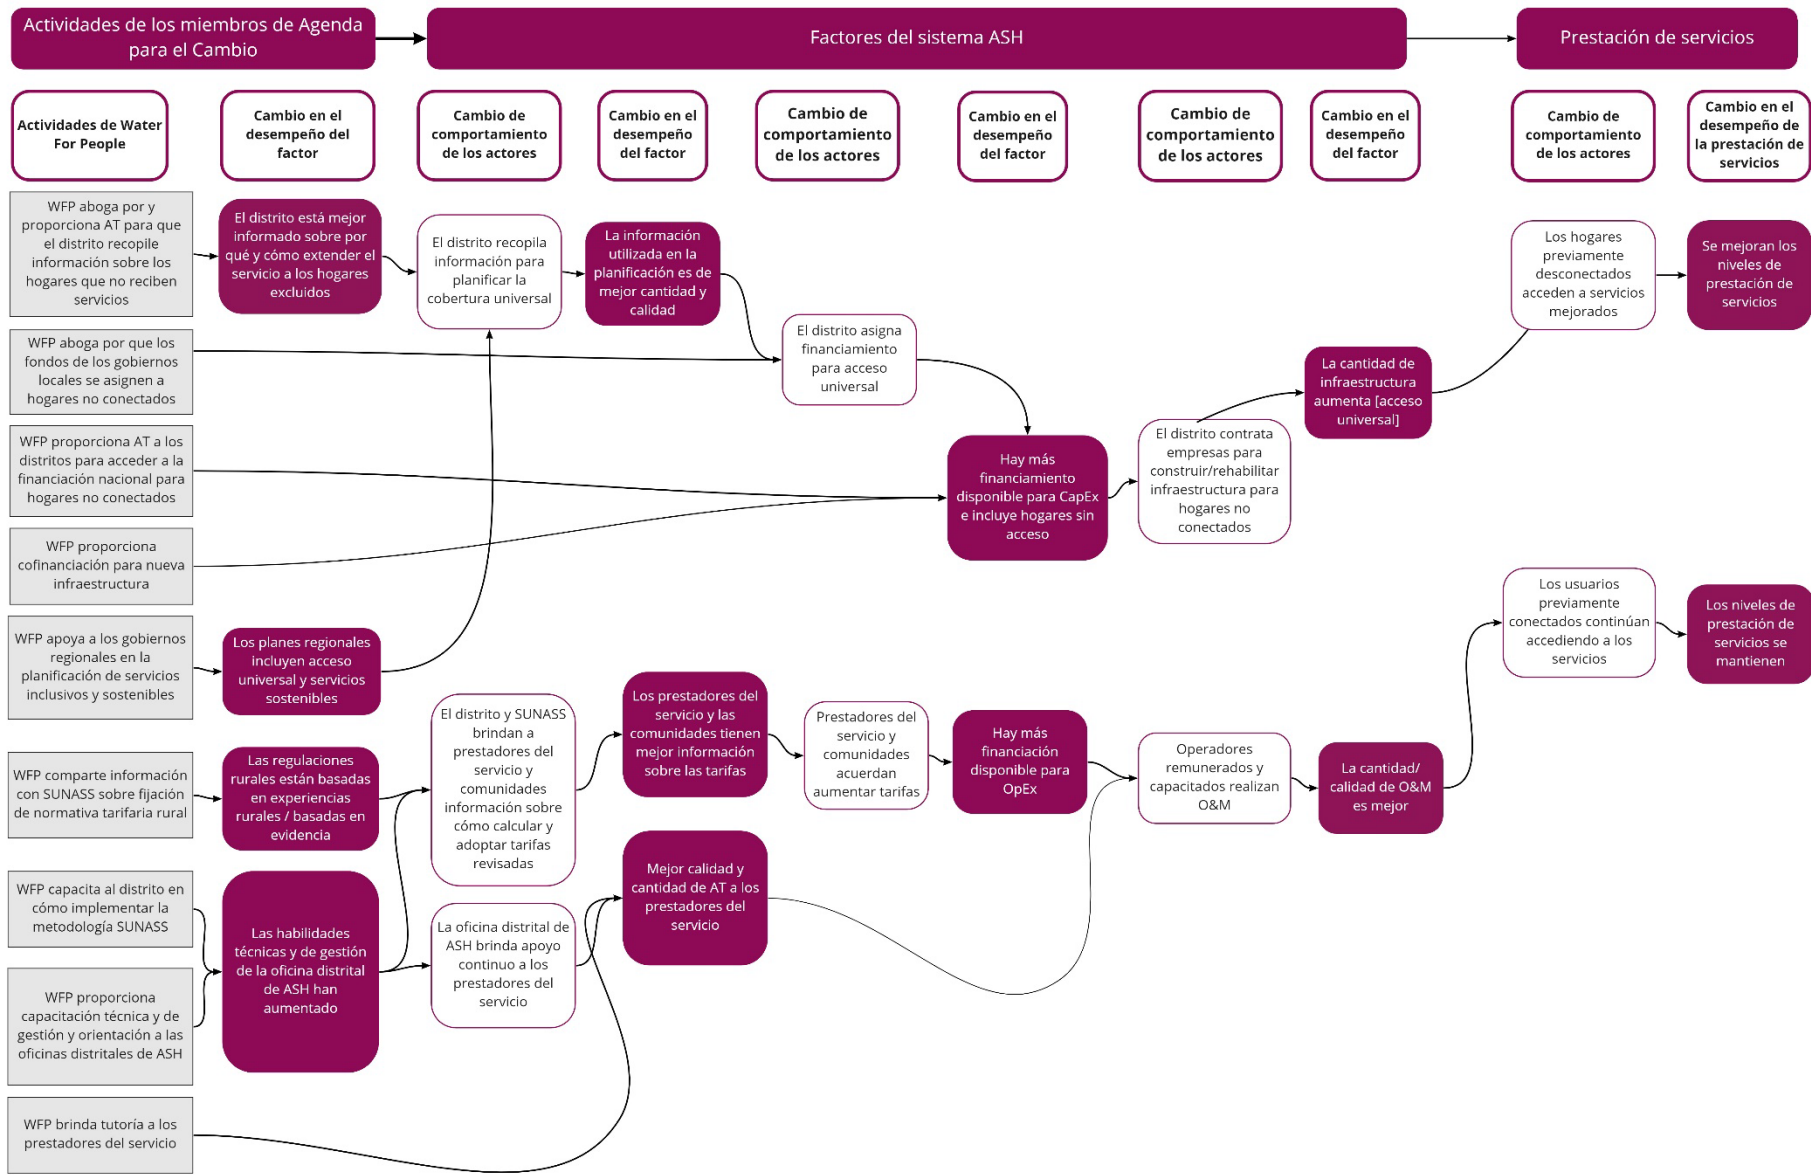 Actividades de los miembros de Agenda
para el Cambio
Factores del sistema ASH
Prestación de servicios
Actividades de Water
For People
Cambio en el
desempeño del
factor
Cambio de
comportamiento
de los actores
Cambio en el
desempeño
del factor
Cambio de
comportamiento
de los actores
Cambio en el
desempeño
del factor
Cambio de
comportamiento
de los actores
Cambio en el
desempeño
del factor
Cambio de
comportamiento
de los actores
Cambio en el
desempeño de
la prestación de
servicios
WFP aboga por y
proporciona AT para que
el distrito recopile
información sobre los
hogares que no reciben
servicios
El distrito está mejor
informado sobre por
qué y cómo extender el
servicio a los hogares
excluidos
El distrito recopila
información para
planificar la
cobertura universal
La información
utilizada en la
planificación es de
mejor cantidad y
calidad
El distrito asigna
financiamiento
para acceso
universal
Los hogares
previamente
desconectados
acceden a servicios
mejorados
Se mejoran los
niveles de
prestación de
servicios
WFP aboga por que los
fondos de los gobiernos
locales se asignen a
hogares no conectados
La cantidad de
infraestructura
aumenta [acceso
universal]
WFP proporciona AT a los
distritos para acceder a la
financiación nacional para
hogares no conectados
Hay más
financiamiento
disponible para CapEx
e incluye hogares sin
acceso
El distrito contrata
empresas para
construir/rehabilitar
infraestructura para
hogares no
conectados
WFP proporciona
cofinanciación para nueva
infraestructura
WFP apoya a los gobiernos
regionales en la
planificación de servicios
inclusivos y sostenibles
Los planes regionales
incluyen acceso
universal y servicios
sostenibles
Los usuarios
previamente
conectados continúan
accediendo a los
servicios
Los niveles de
prestación de
servicios se
mantienen
WFP comparte información
con SUNASS sobre fijación
de normativa tarifaria rural
Las regulaciones
rurales están basadas
en experiencias
rurales / basadas en
evidencia
El distrito y SUNASS
brindan a
prestadores del
servicio y
comunidades
información sobre
cómo calcular y
adoptar tarifas
revisadas
Los prestadores del
servicio y las
comunidades tienen
mejor información
sobre las tarifas
Prestadores del
servicio y
comunidades
acuerdan
aumentar tarifas
Hay más
financiación
disponible para
OpEx
Operadores
remunerados y
capacitados realizan
O&M
La cantidad/
calidad de O&M
es mejor
WFP capacita al distrito en
cómo implementar la
metodología SUNASS
Las habilidades
técnicas y de gestión
de la oficina distrital
de ASH han
aumentado
La oficina distrital de
ASH brinda apoyo
continuo a los
prestadores del
servicio
Mejor calidad y
cantidad de AT a los
prestadores del
servicio
WFP proporciona
capacitación técnica y de
gestión y orientación a las
oficinas distritales de ASH
WFP brinda tutoría a los
prestadores del servicio